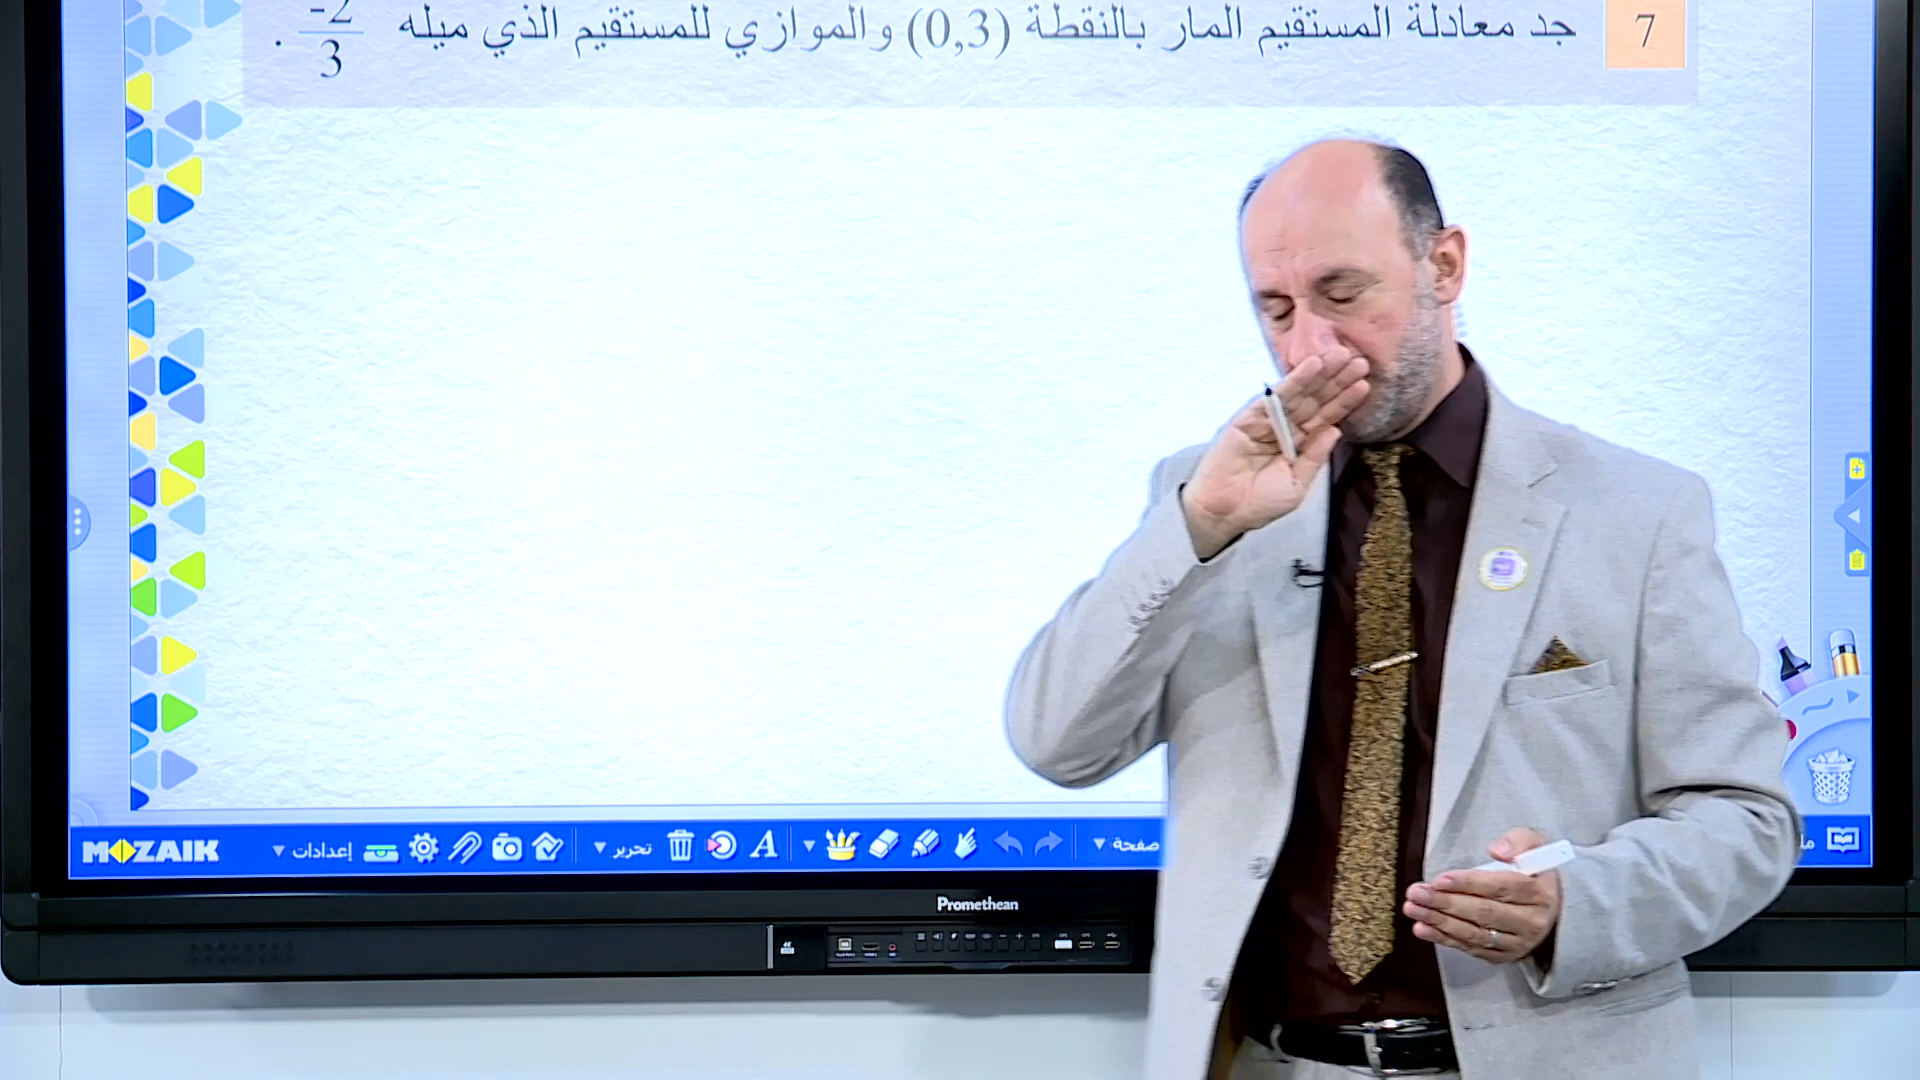 7 جد معادلة المستقيم المار بالنقطة (0,3) والموازي للمستقيم الذي ميله -2/3 .
MOZAIK إعدادات تحرير A صفحة
Promethean